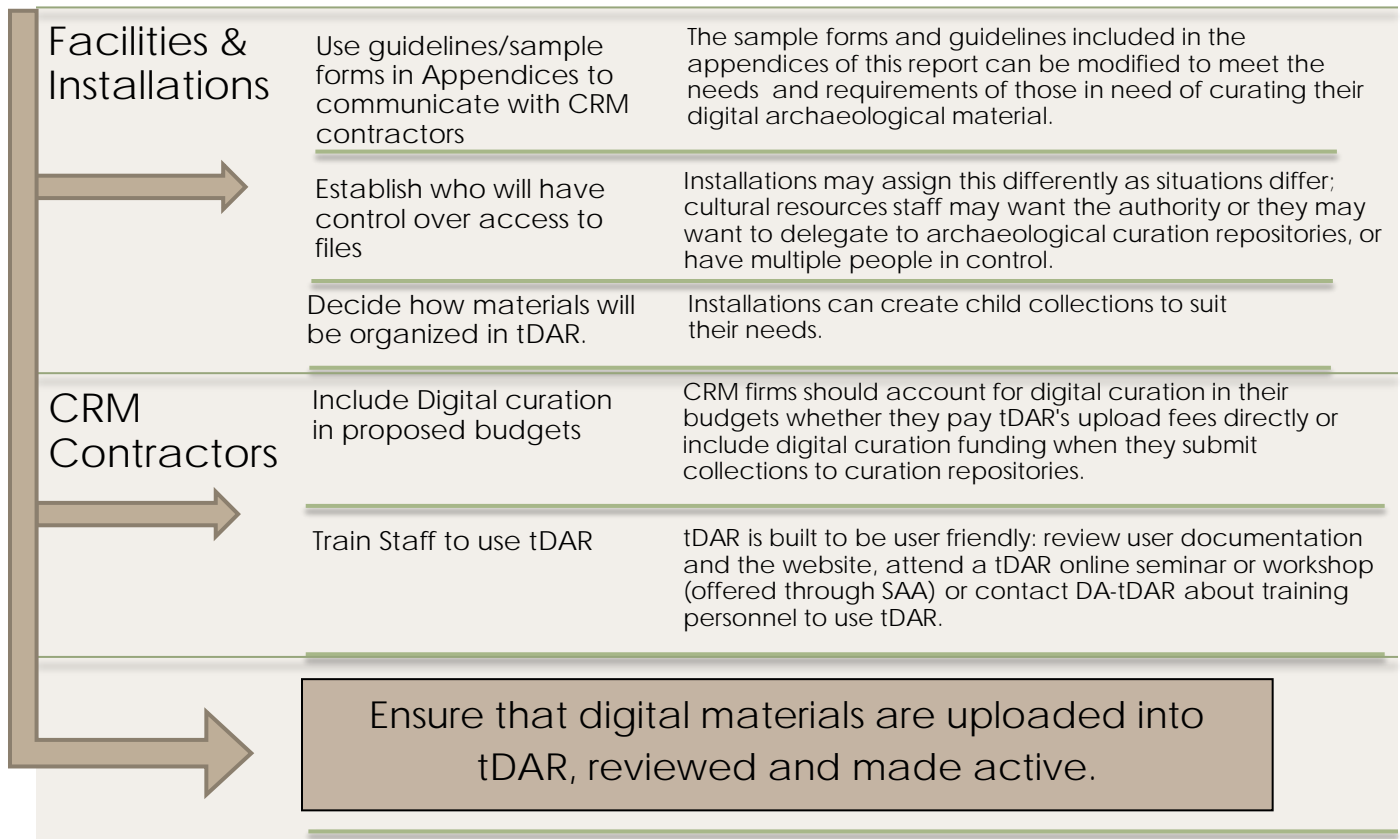 Facilities &
Installations
Use guidelines/sample
forms in Appendices to
communicate with CRM
contractors
The sample forms and guidelines included in the
appendices of this report can be modified to meet the
needs and requirements of those in need of curating their
digital archaeological material.
Establish who will have
control over access to
files
Installations may assign this differently as situations differ;
cultural resources staff may want the authority or they may
want to delegate to archaeological curation repositories, or
have multiple people in control.
Decide how materials will
be organized in tDAR.
Installations can create child collections to suit
their needs.
CRM
Contractors
Include Digital curation
in proposed budgets
CRM firms should account for digital curation in their
budgets whether they pay tDAR's upload fees directly or
include digital curation funding when they submit
collections to curation repositories.
Train Staff to use tDAR
tDAR is built to be user friendly: review user documentation
and the website, attend a tDAR online seminar or workshop
(offered through SAA) or contact DA-tDAR about training
personnel to use tDAR.
Ensure that digital materials are uploaded into
tDAR, reviewed and made active.